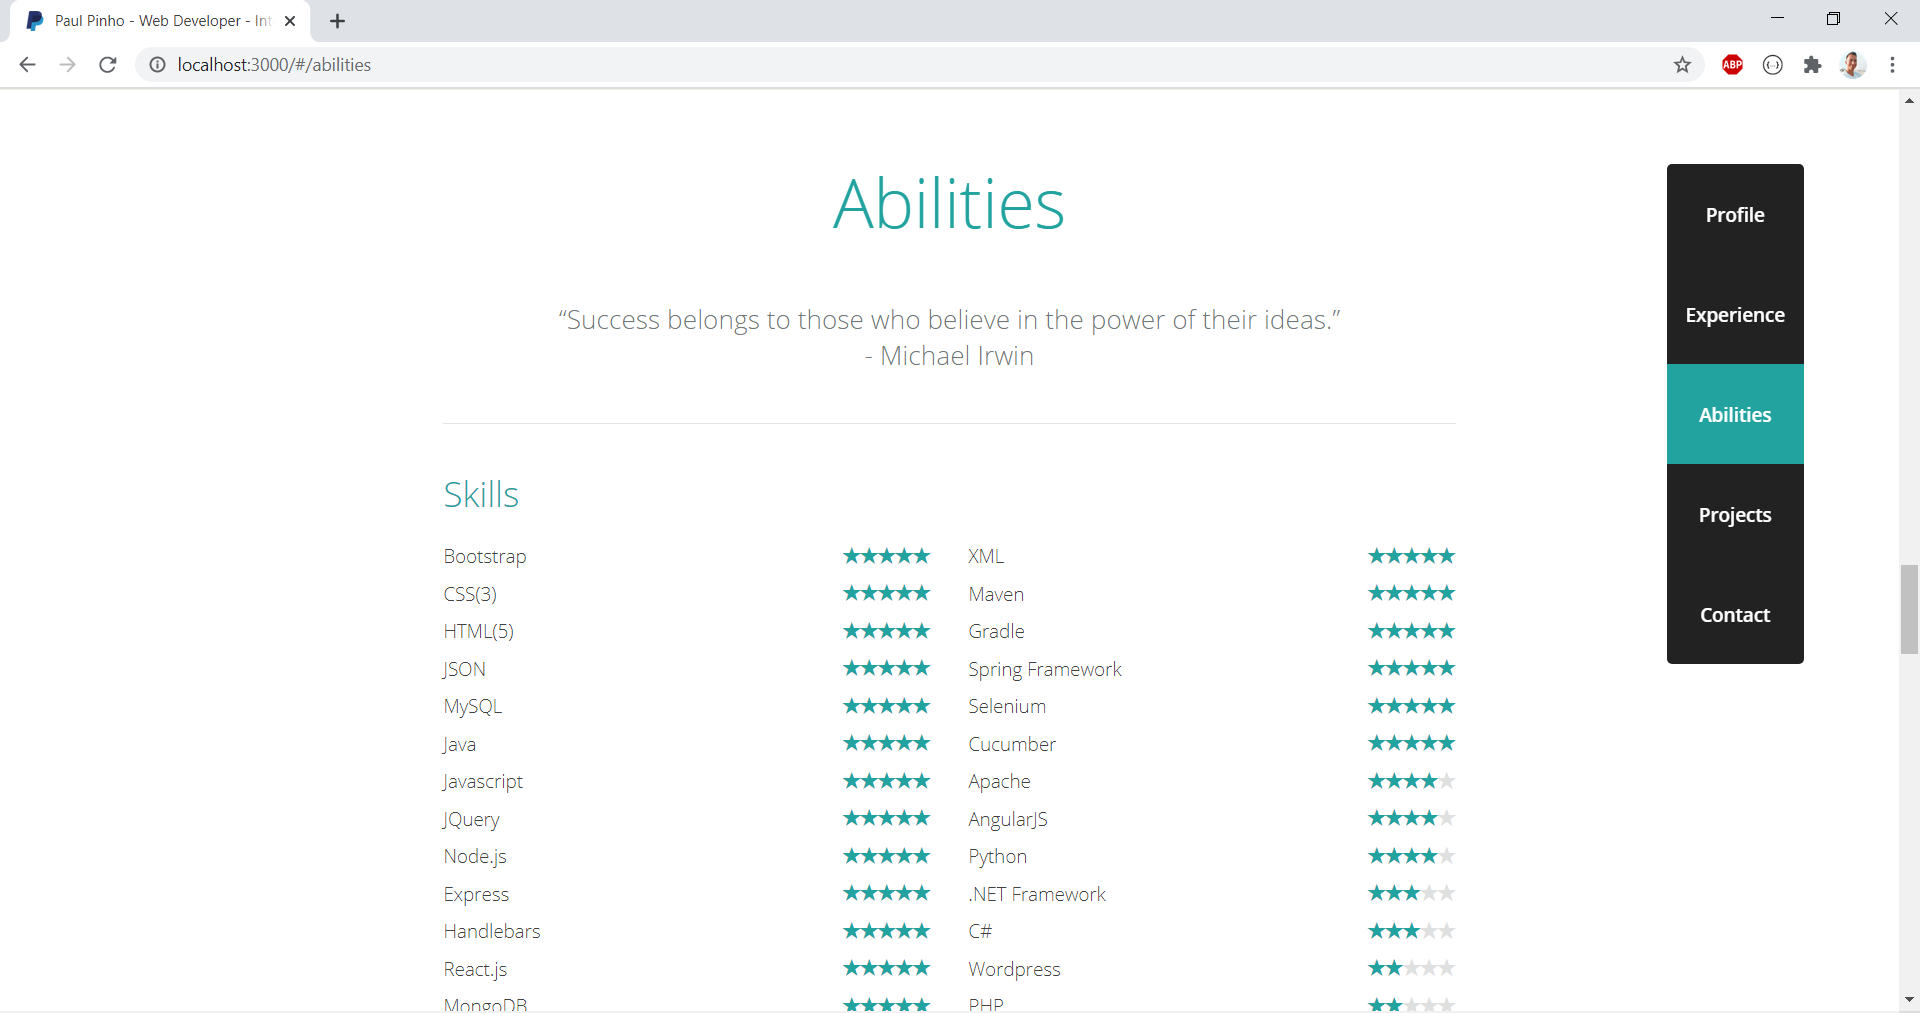 Paul Pinho - Web Developer - Int
localhost:3000/#/abilities
ABP
Abilities
“Success belongs to those who believe in the power of their ideas.”
- Michael Irwin
Skills
Bootstrap ★★★★★ XML ★★★★★
CSS(3) ★★★★★ Maven ★★★★★
HTML(5) ★★★★★ Gradle ★★★★★
JSON ★★★★★ Spring Framework ★★★★★
MySQL ★★★★★ Selenium ★★★★★
Java ★★★★★ Cucumber ★★★★★
Javascript ★★★★★ Apache ★★★★★
JQuery ★★★★★ AngularJS ★★★★★
Node.js ★★★★★ Python ★★★★★
Express ★★★★★ .NET Framework ★★★★★
Handlebars ★★★★★ C# ★★★★★
React.js ★★★★★ Wordpress ★★★★★
MongoDB ★★★★★ PHP ★★★★★
Profile
Experience
Abilities
Projects
Contact